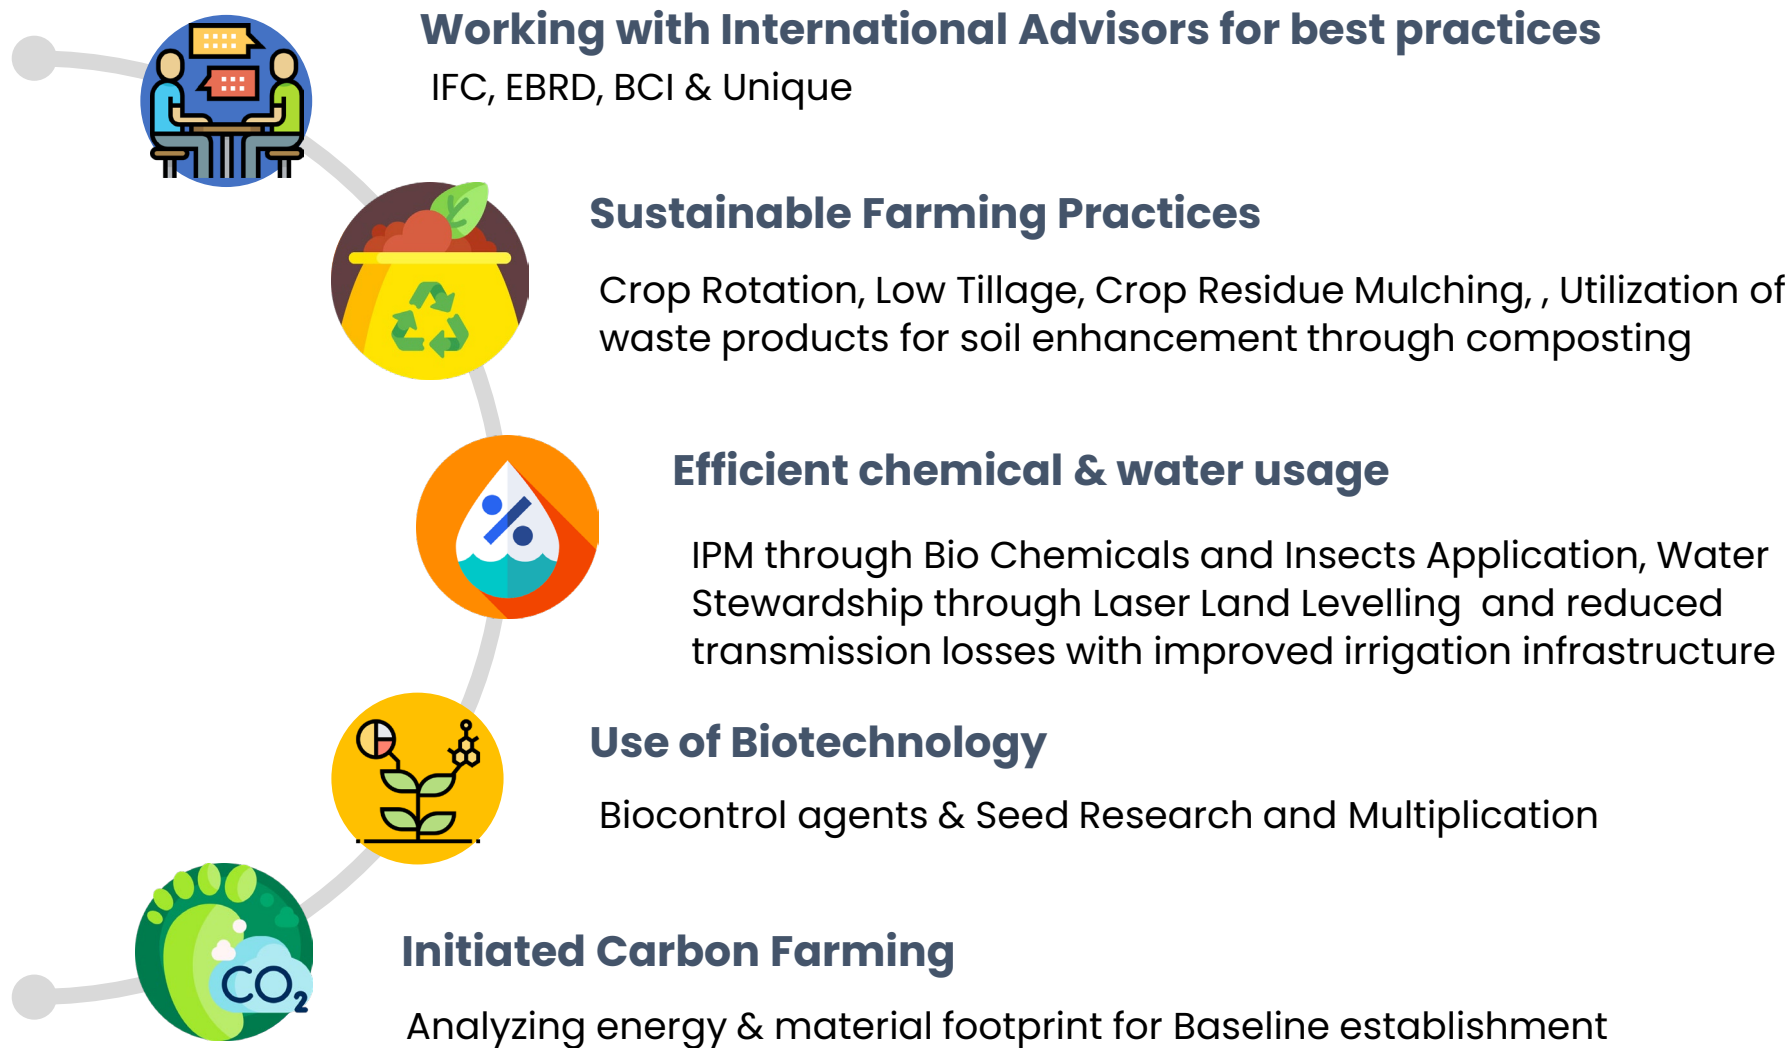 Working with International Advisors for best practices
IFC, EBRD, BCI & Unique
Sustainable Farming Practices
Crop Rotation, Low Tillage, Crop Residue Mulching, , Utilization of
waste products for soil enhancement through composting
Efficient chemical & water usage
IPM through Bio Chemicals and Insects Application, Water
Stewardship through Laser Land Levelling  and reduced
transmission losses with improved irrigation infrastructure
Use of Biotechnology
Biocontrol agents & Seed Research and Multiplication
Initiated Carbon Farming
CO2
Analyzing energy & material footprint for Baseline establishment